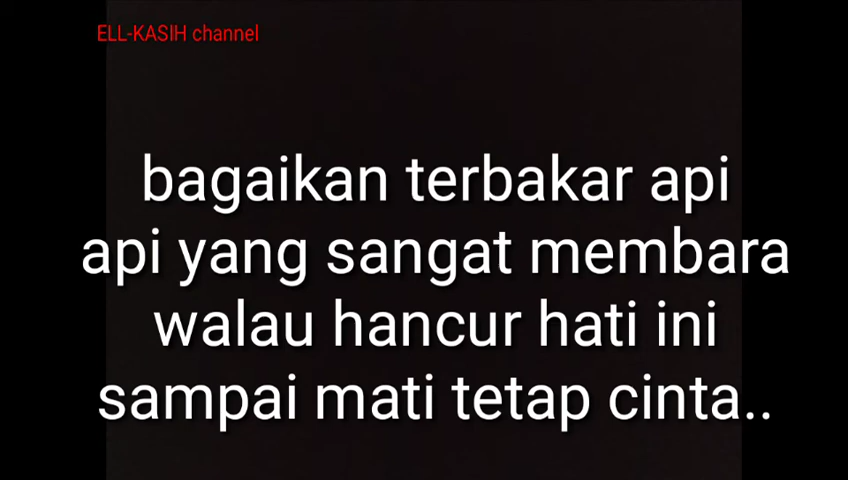 ELL-KASIH channel
bagaikan terbakar api
api yang sangat membara
walau hancur hati ini
sampai mati tetap cinta..